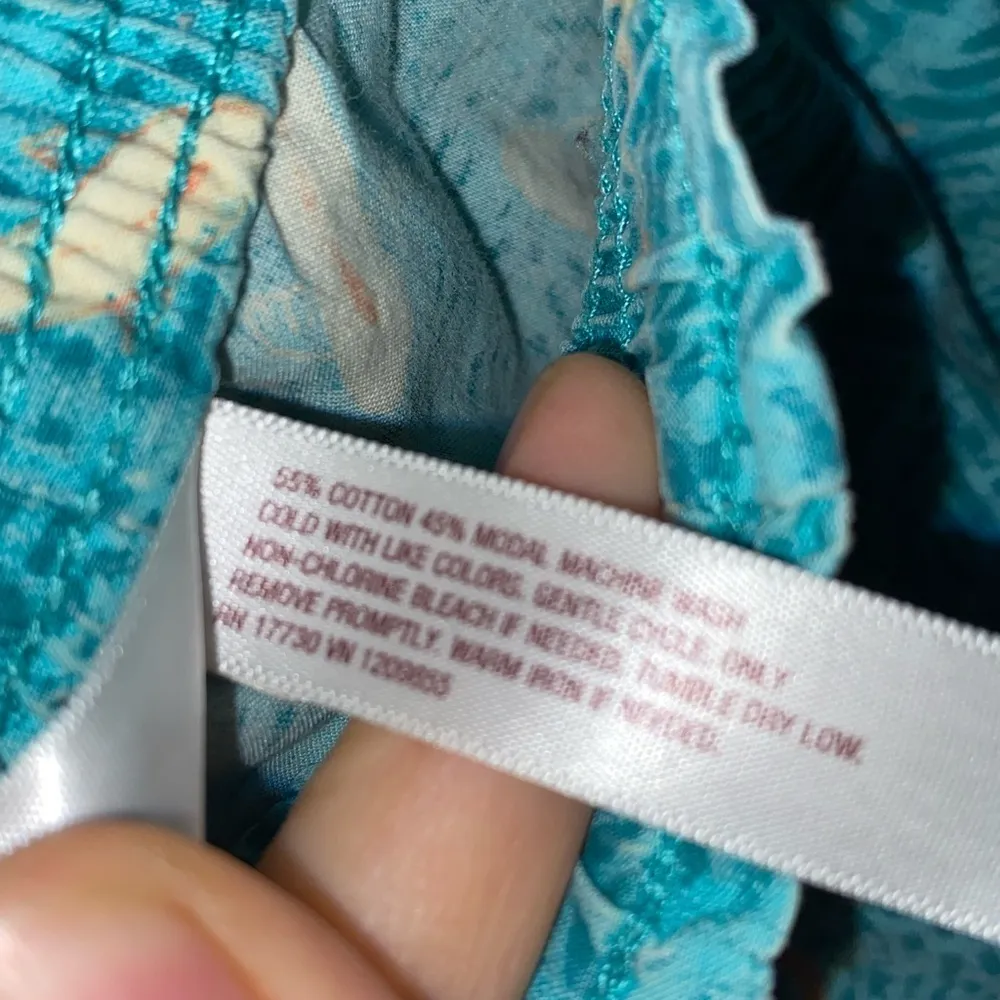 55% COTTON 45% MODAL MACHINE WASH
COLD WITH LIKE COLORS. GENTLE CYCLE. ONLY
NON-CHLORINE BLEACH IF NEEDED. TUMBLE DRY LOW.
REMOVE PROMPTLY. WARM IRON IF NEEDED.
RN 17730 VN 1209855